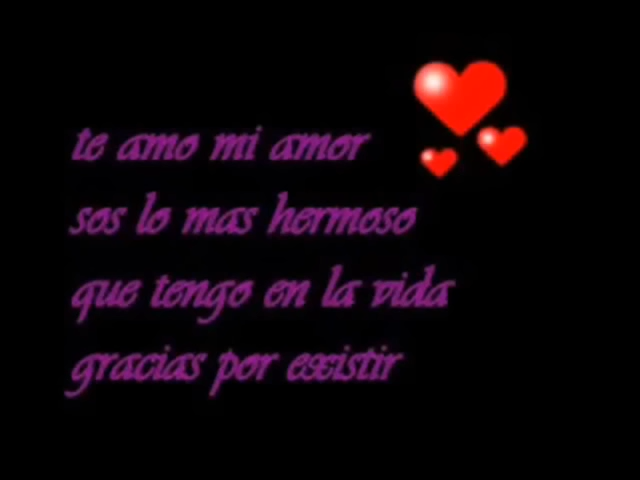 te amo mi amor
sos lo mas hermoso
que tengo en la vida
gracias por existir